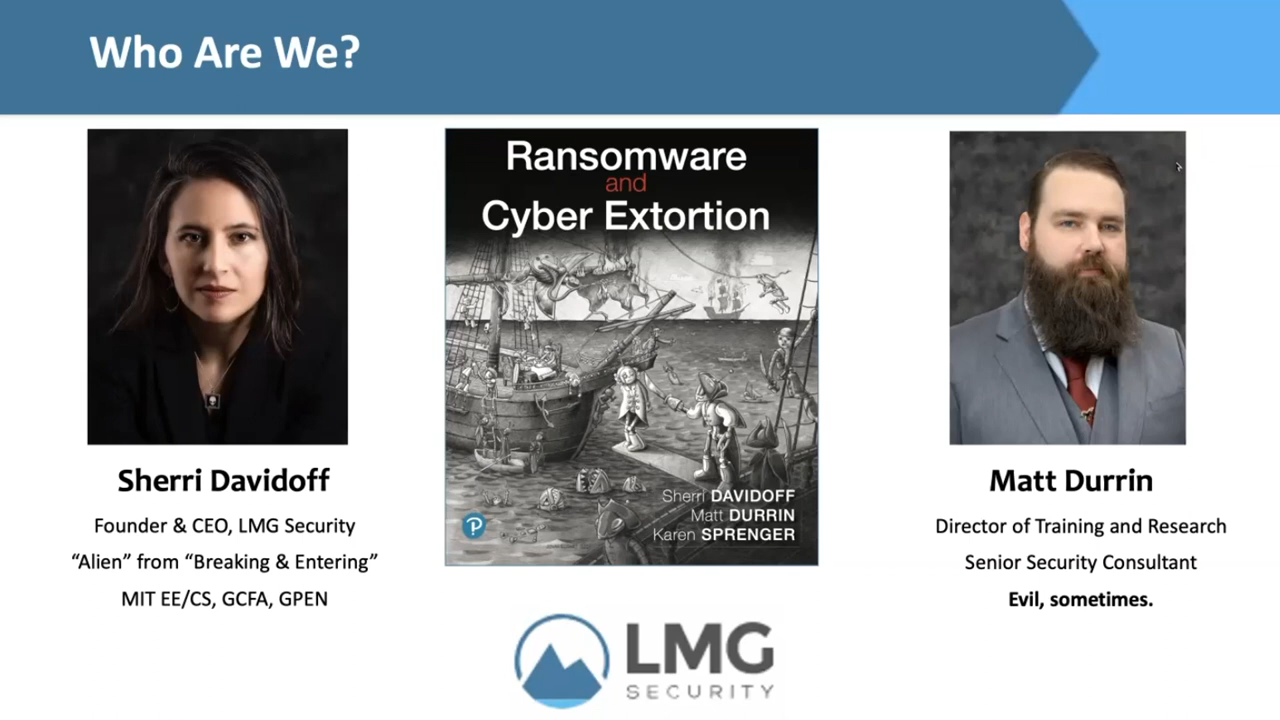 Who Are We?
Ransomware
and
Cyber Extortion
Sherri DAVIDOFF
Matt DURRIN
Karen SPRENGER
P
Sherri Davidoff
Founder & CEO, LMG Security
“Alien” from “Breaking & Entering”
MIT EE/CS, GCFA, GPEN
Matt Durrin
Director of Training and Research
Senior Security Consultant
Evil, sometimes.
LMG
SECURITY